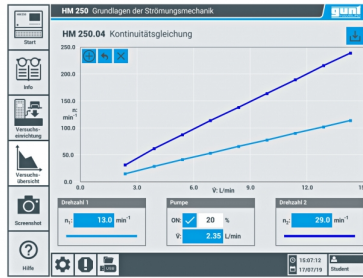 HM 250 Grundlagen der Strömungsmechanik
gunt
Start
HM 250.04 Kontinuitätsgleichung
Info
Versuchs-
einrichtung
Versuchs-
übersicht
Screenshot
Hilfe
250.0
200.0
150.0
n:
min⁻¹
100.0
50.0
0.0
0.0 3.0 6.0 9.0 12.0 15
V̇: L/min
Drehzahl 1
n₁: 13.0 min⁻¹
Pumpe
ON: 20 %
V̇: 2.35 L/min
Drehzahl 2
n₂: 29.0 min⁻¹
USB
15:07:12
17/07/19
Student